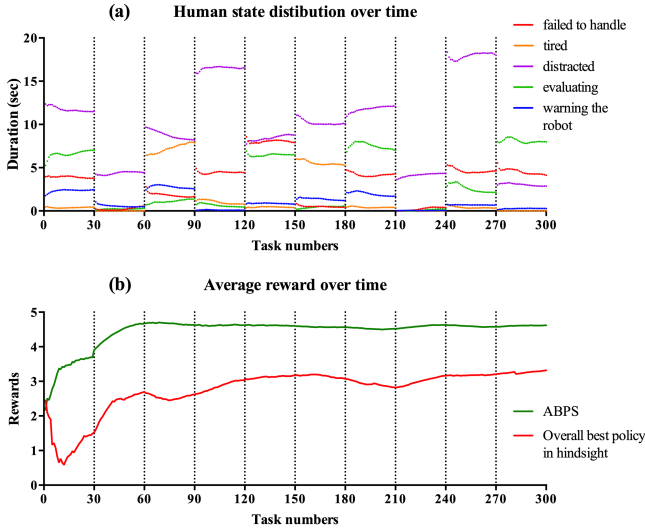 (a) Human state distibution over time
failed to handle
tired
distracted
evaluating
warning the
robot
Duration (sec)
20
15
10
5
0
0 30 60 90 120 150 180 210 240 270 300
Task numbers
(b) Average reward over time
Rewards
5
4
3
2
1
0
ABPS
Overall best policy
in hindsight
0 30 60 90 120 150 180 210 240 270 300
Task numbers